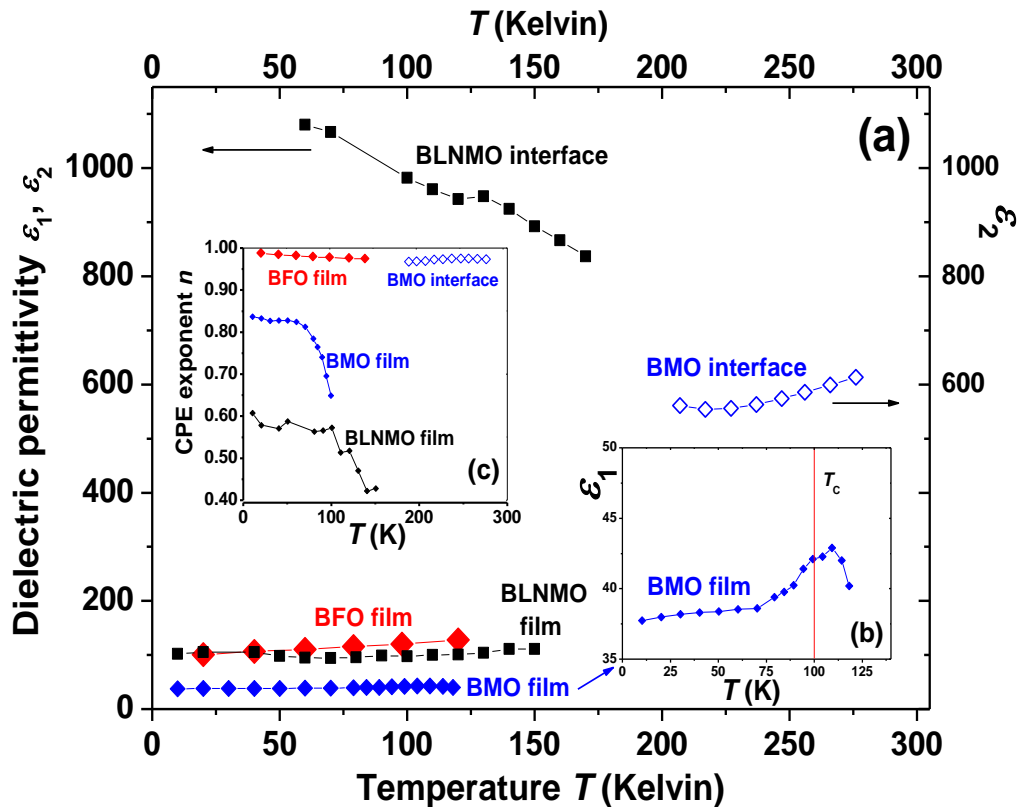 T (Kelvin)
0 50 100 150 200 250 300
(a)
Dielectric permittivity ε1, ε2
1000
800
600
400
200
0
BLNMO interface
1000
800
600
400
200
0
ε2
CPE exponent n
1.00
0.90
0.80
0.70
0.60
0.50
0.40
BFO film
BMO interface
BMO film
BLNMO film
(c)
0 100 200 300
T (K)
BMO interface
ε1
50
45
40
35
TC
BMO film
(b)
0 25 50 75 100 125
T (K)
BFO film
BLNMO
film
BMO film
0 50 100 150 200 250 300
Temperature T (Kelvin)